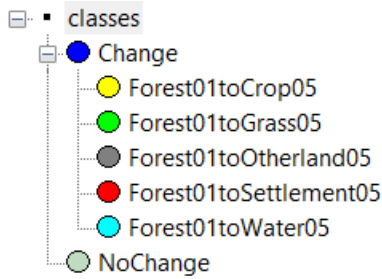 classes
Change
Forest01toCrop05
Forest01toGrass05
Forest01toOtherland05
Forest01toSettlement05
Forest01toWater05
NoChange